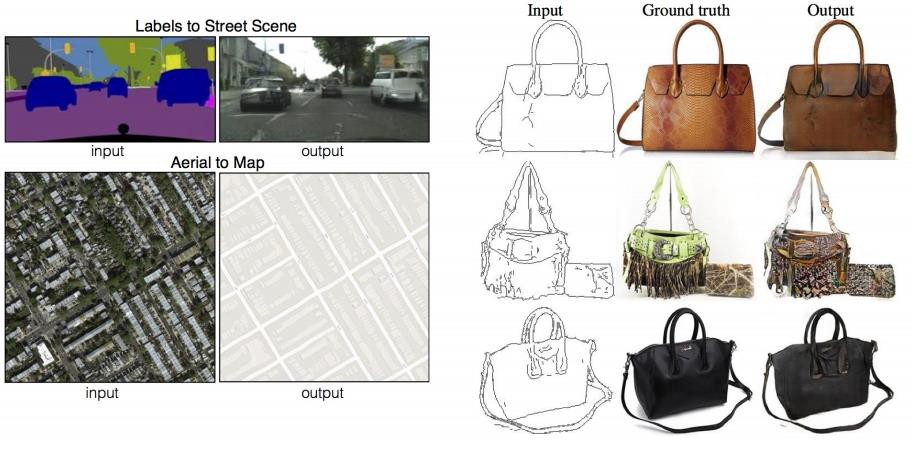 Labels to Street Scene
input
output
Aerial to Map
input
output
Input
Ground truth
Output